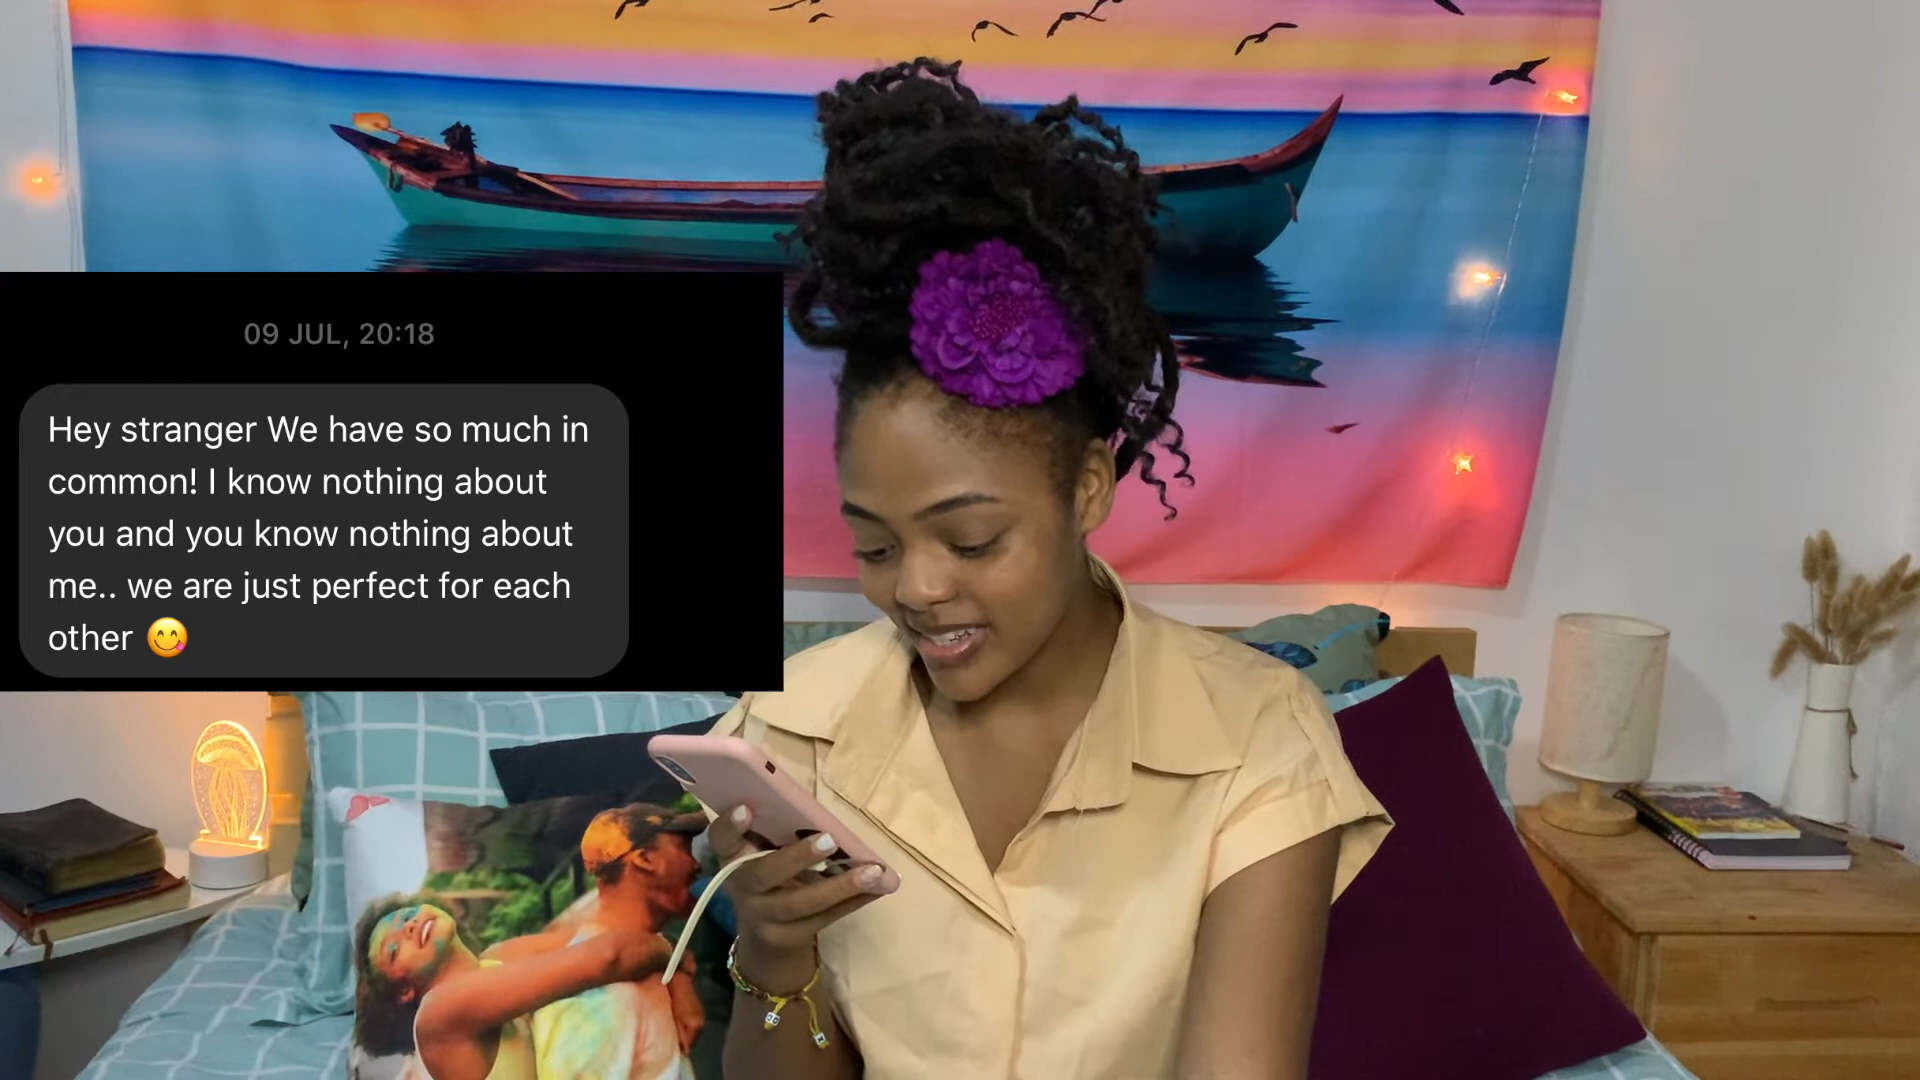 09 JUL, 20:18
Hey stranger We have so much in
common! I know nothing about
you and you know nothing about
me.. we are just perfect for each
other 😋